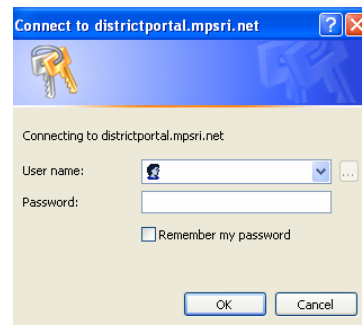 Connect to districtportal.mpsri.net
Connecting to districtportal.mpsri.net
User name:
Password:
Remember my password
OK
Cancel